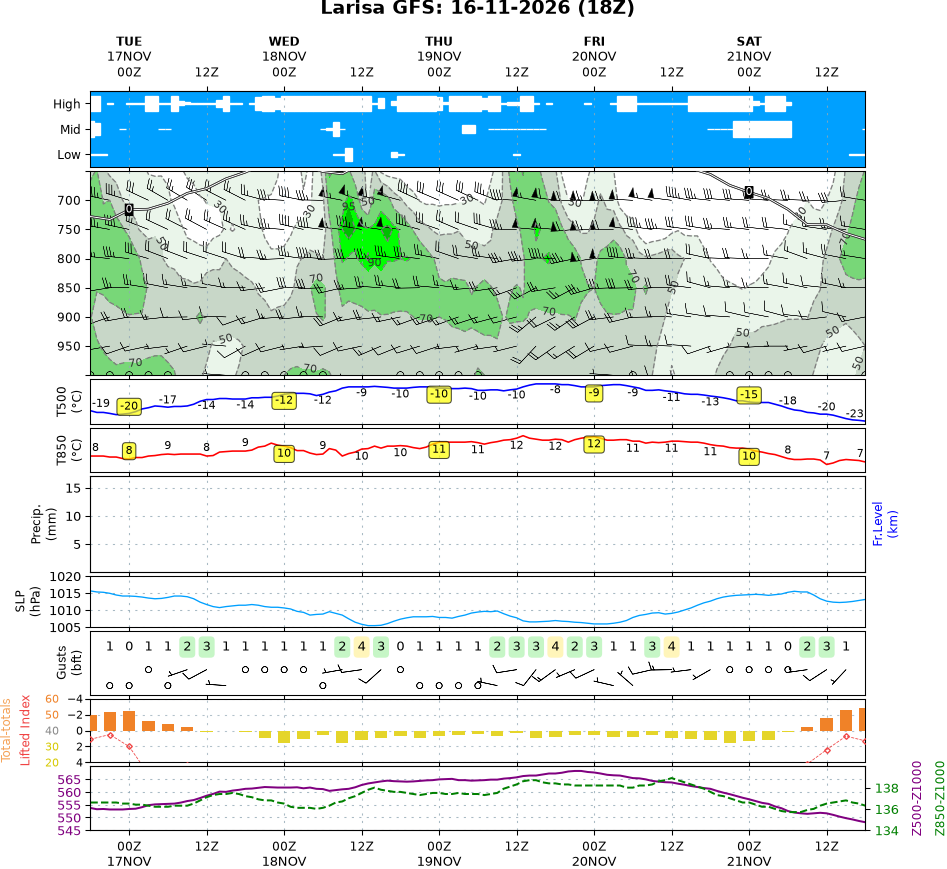 Larisa GFS: 16-11-2026 (18Z)
TUE WED THU FRI SAT
17NOV 18NOV 19NOV 20NOV 21NOV
00Z 12Z 00Z 12Z 00Z 12Z 00Z 12Z 00Z 12Z
High
Mid
Low
700
750
800
850
900
950
0 0
30 30 30 30 30
50 50 50 50 50 50 50
70 70 70 70 70 70 70
95 90
T500
(°C)
-19 -20 -17 -14 -14 -12 -12 -9 -10 -10 -10 -10 -8 -9 -9 -11 -13 -15 -18 -20 -23
T850
(°C)
8 8 9 8 9 10 9 10 10 11 11 12 12 12 11 11 11 10 8 7 7
Precip.
(mm)
15
10
5
Fr.Level
(km)
SLP
(hPa)
1020
1015
1010
1005
Gusts
(bft)
1 0 1 1 2 3 1 1 1 1 1 1 2 4 3 0 1 1 1 1 2 3 3 4 2 3 1 1 3 4 1 1 1 1 1 0 2 3 1
Total-totals
Lifted Index
60 −4
50 −2
40 0
30 2
20 4
565
560
555
550
545
138
136
134
Z500-Z1000
Z850-Z1000
00Z 12Z 00Z 12Z 00Z 12Z 00Z 12Z 00Z 12Z
17NOV 18NOV 19NOV 20NOV 21NOV